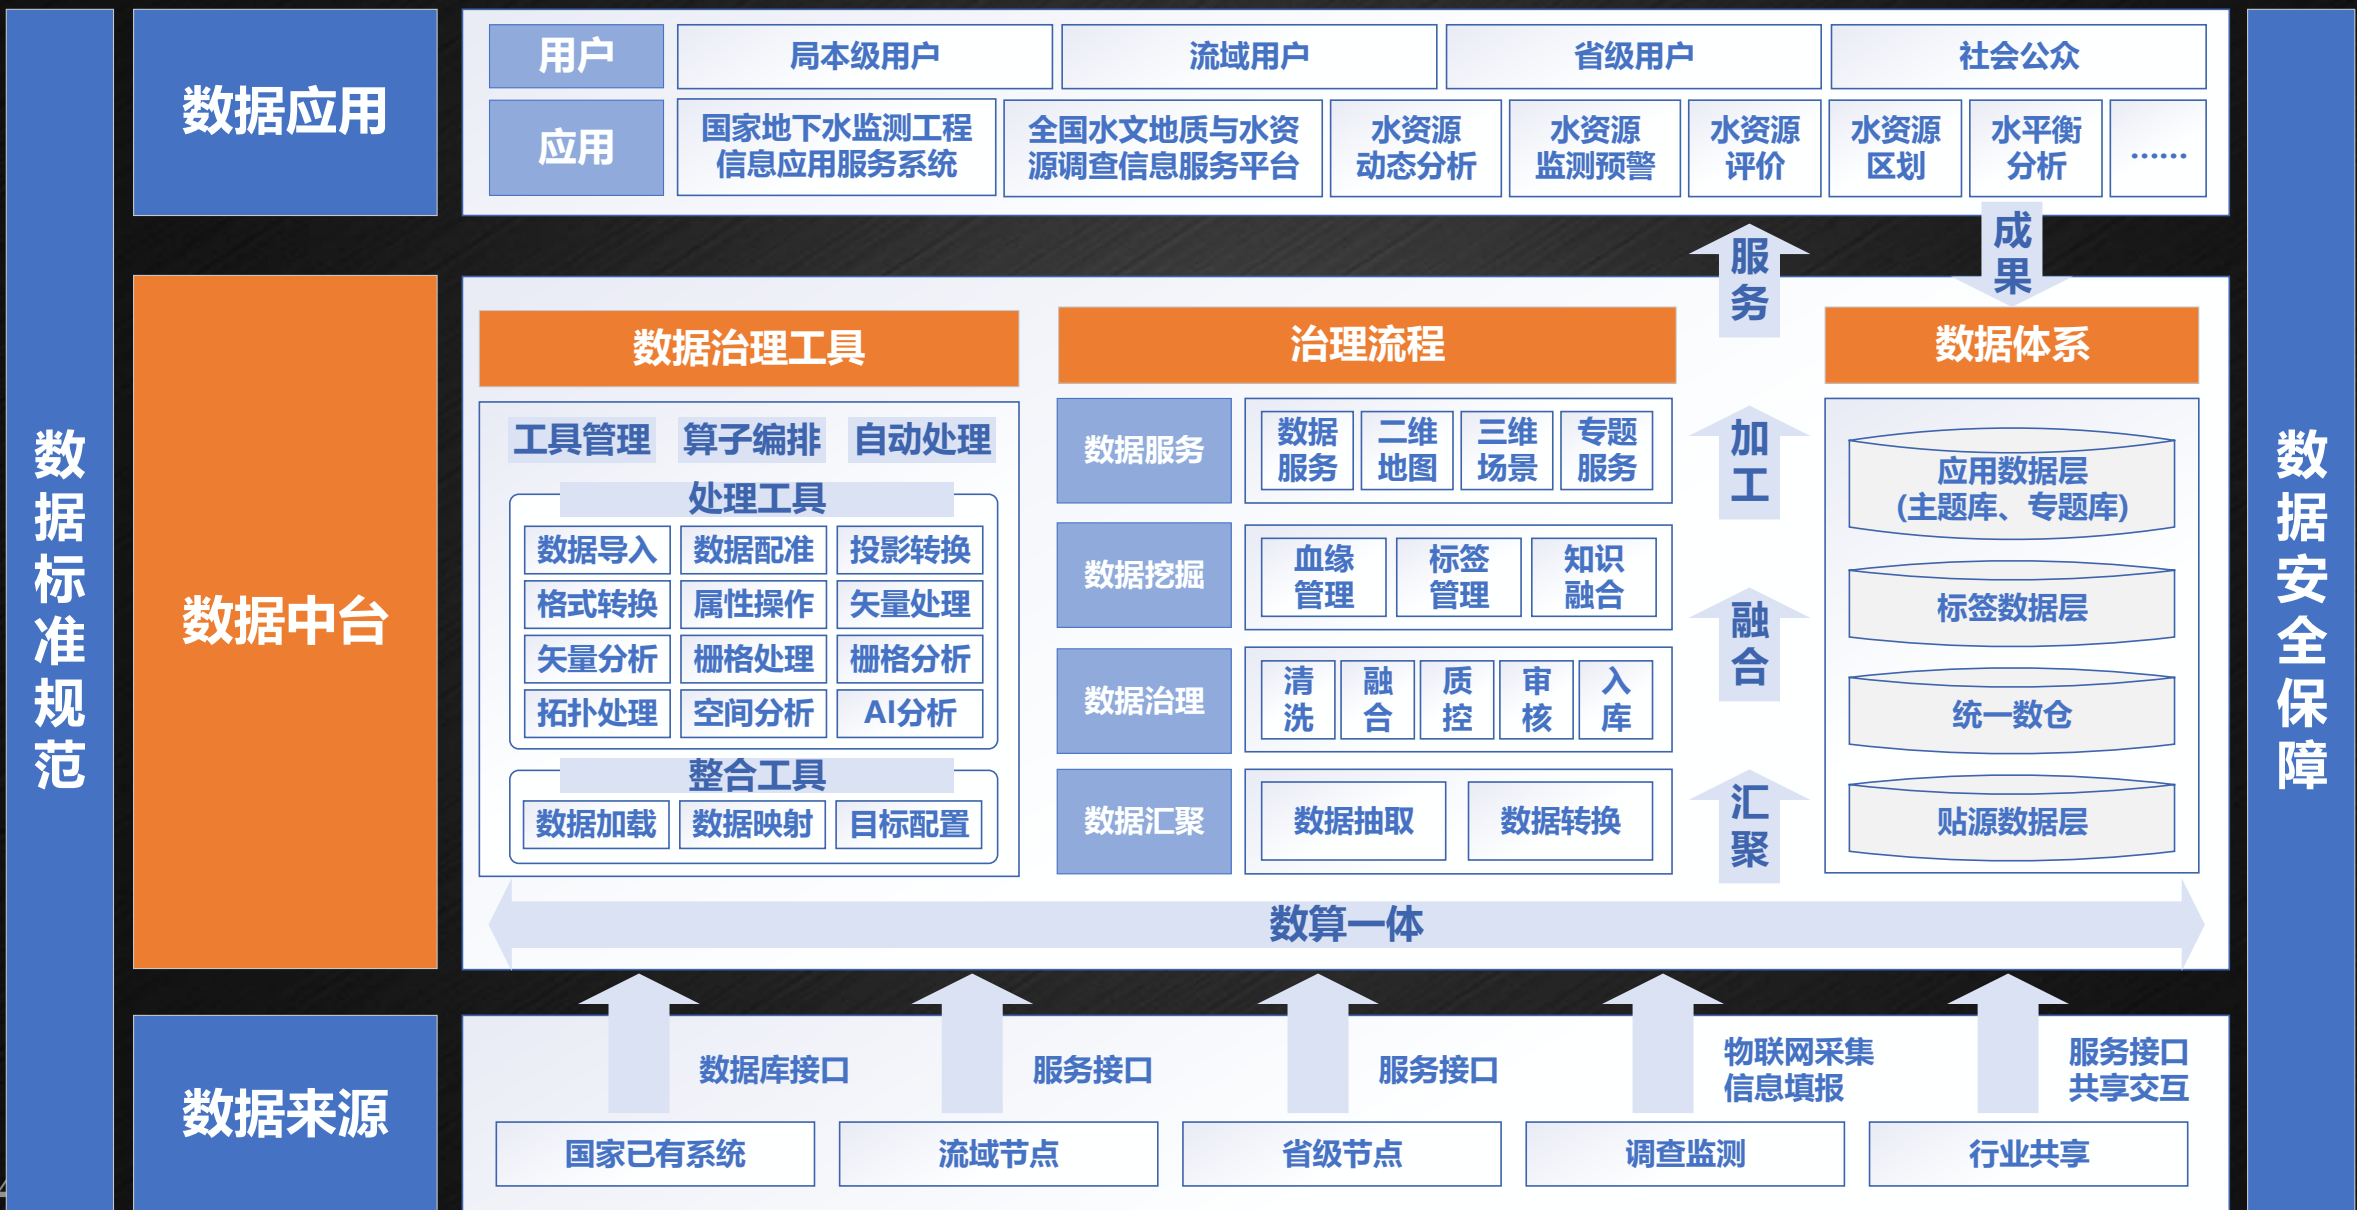 数据标准规范
数据应用
用户
局本级用户
流域用户
省级用户
社会公众
应用
国家地下水监测工程
信息应用服务系统
全国水文地质与水资
源调查信息服务平台
水资源
动态分析
水资源
监测预警
水资源
评价
水资源
区划
水平衡
分析
......
服务
成果
数据中台
数据治理工具
工具管理
算子编排
自动处理
处理工具
数据导入
数据配准
投影转换
格式转换
属性操作
矢量处理
矢量分析
栅格处理
栅格分析
拓扑处理
空间分析
AI分析
整合工具
数据加载
数据映射
目标配置
治理流程
数据服务
数据
服务
二维
地图
三维
场景
专题
服务
数据挖掘
血缘
管理
标签
管理
知识
融合
数据治理
清洗
融合
质控
审核
入库
数据汇聚
数据抽取
数据转换
加工
融合
汇聚
数据体系
应用数据层
(主题库、专题库)
标签数据层
统一数仓
贴源数据层
数算一体
数据来源
数据库接口
服务接口
服务接口
物联网采集
信息填报
服务接口
共享交互
国家已有系统
流域节点
省级节点
调查监测
行业共享
数据安全保障